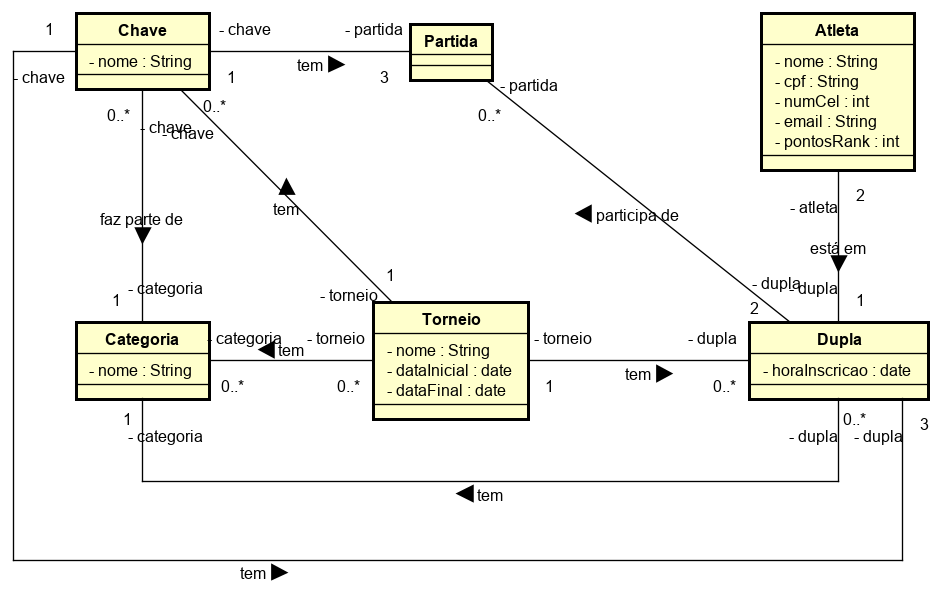 1
Chave
- nome : String
- chave
- chave
1
tem
- partida
3
Partida
- partida
0..*
Atleta
- nome : String
- cpf : String
- numCel : int
- email : String
- pontosRank : int
0..*
- chave
0..*
- chave
2
- atleta
está em
- dupla
1
faz parte de
tem
participa de
- categoria
1
1
- torneio
- dupla
2
Categoria
- nome : String
- categoria
0..*
tem
- torneio
0..*
Torneio
- nome : String
- dataInicial : date
- dataFinal : date
- torneio
1
tem
- dupla
0..*
Dupla
- horaInscricao : date
1
- categoria
0..*
- dupla
- dupla
3
tem
tem